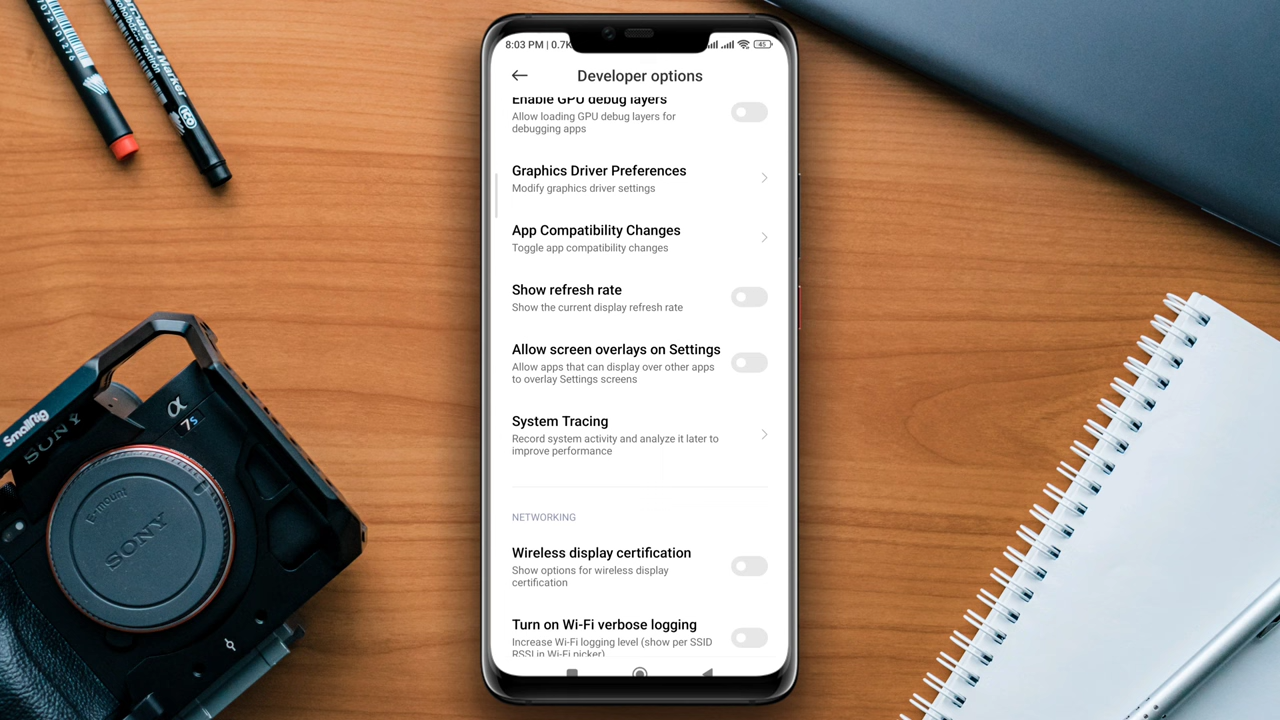 8:03 PM | 0.7K
45
Developer options
Enable GPU debug layers
Allow loading GPU debug layers for
debugging apps
Graphics Driver Preferences
Modify graphics driver settings
App Compatibility Changes
Toggle app compatibility changes
Show refresh rate
Show the current display refresh rate
Allow screen overlays on Settings
Allow apps that can display over other apps
to overlay Settings screens
System Tracing
Record system activity and analyze it later to
improve performance
NETWORKING
Wireless display certification
Show options for wireless display
certification
Turn on Wi-Fi verbose logging
Increase Wi-Fi logging level (show per SSID
RSSI in Wi-Fi picker)
Marker
ICO
SmallRig
SONY
α
7s
E-mount
SONY